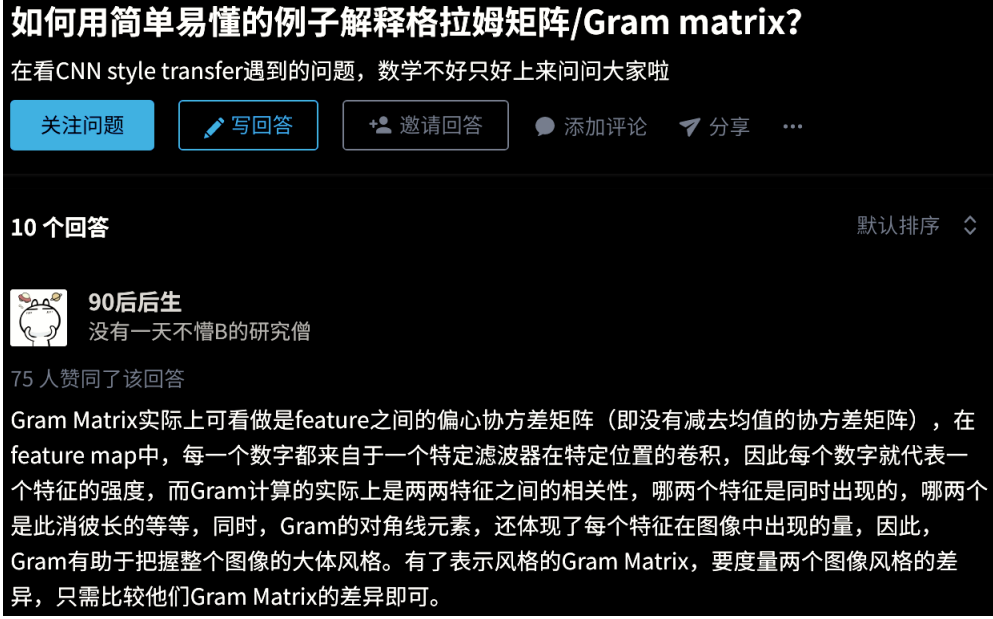 如何用简单易懂的例子解释格拉姆矩阵/Gram matrix?
在看CNN style transfer遇到的问题，数学不好只好上来问问大家啦
关注问题 写回答 邀请回答 添加评论 分享 ...
10 个回答 默认排序
90后后生
没有一天不懵B的研究僧
75 人赞同了该回答
Gram Matrix实际上可看做是feature之间的偏心协方差矩阵（即没有减去均值的协方差矩阵），在
feature map中，每一个数字都来自于一个特定滤波器在特定位置的卷积，因此每个数字就代表一
个特征的强度，而Gram计算的实际上是两两特征之间的相关性，哪两个特征是同时出现的，哪两个
是此消彼长的等等，同时，Gram的对角线元素，还体现了每个特征在图像中出现的量，因此，
Gram有助于把握整个图像的大体风格。有了表示风格的Gram Matrix，要度量两个图像风格的差
异，只需比较他们Gram Matrix的差异即可。